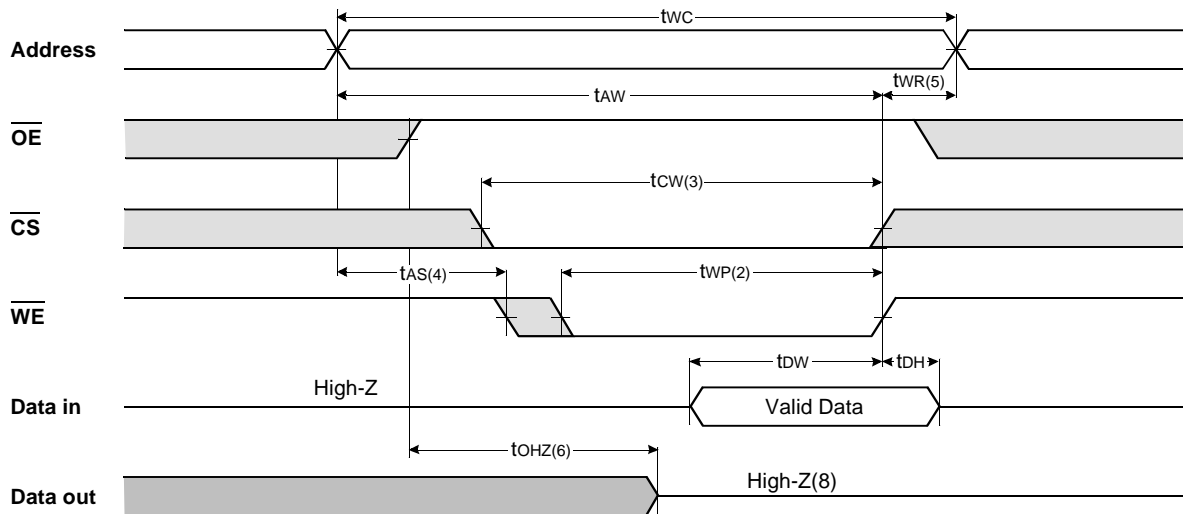 tWC
Address
tAW
tWR(5)
OE
tCW(3)
CS
tAS(4)
tWP(2)
WE
tDW
tDH
High-Z
Data in
Valid Data
tOHZ(6)
High-Z(8)
Data out